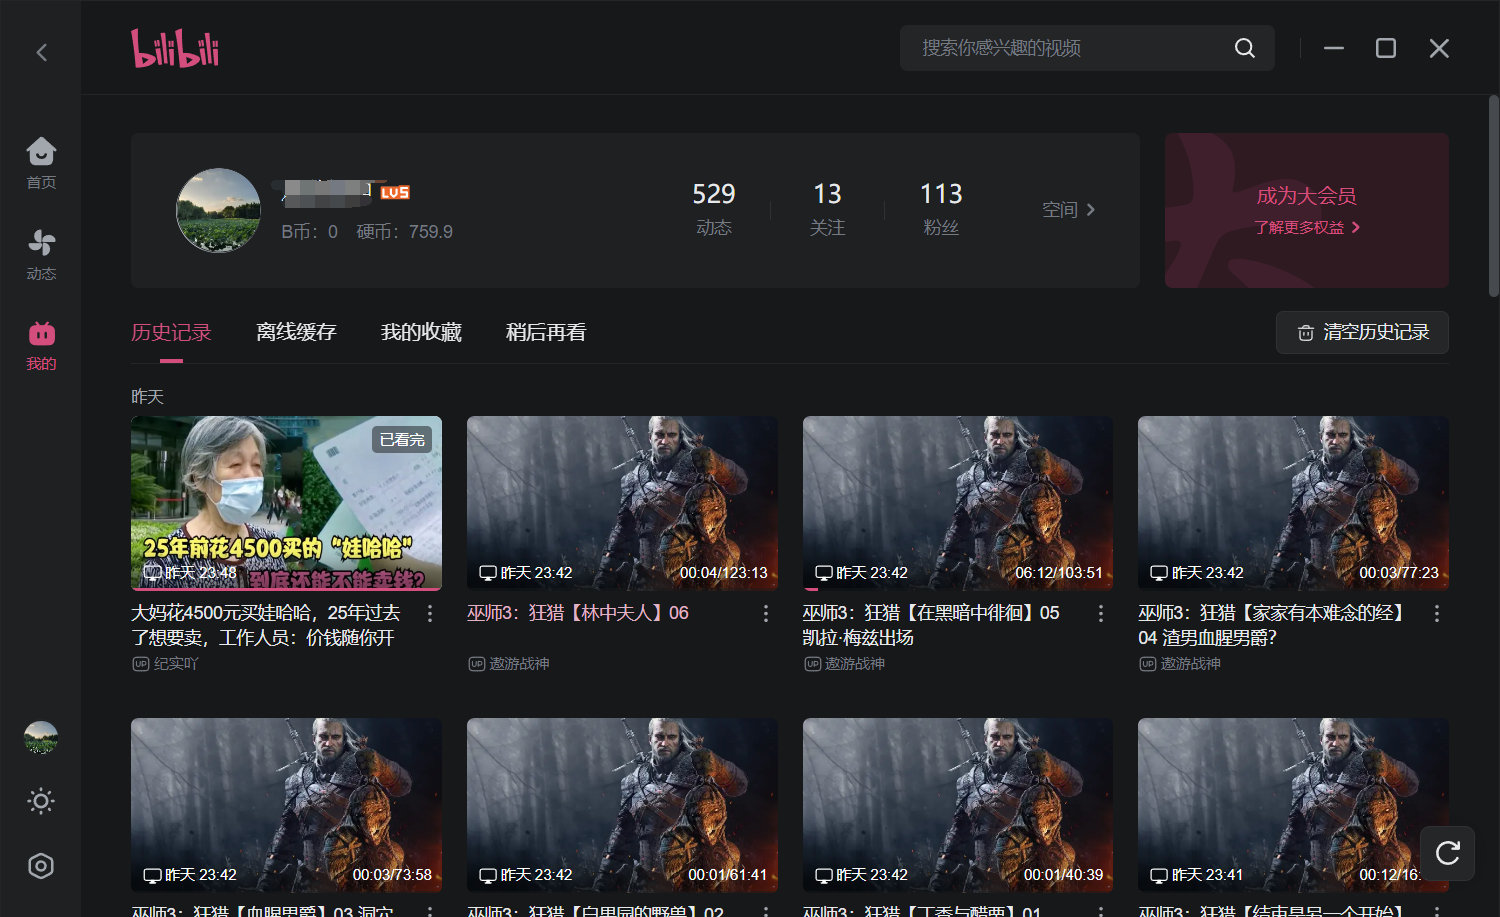 bilibili
搜索你感兴趣的视频
首页
动态
我的
LV5
B币：0 硬币：759.9
529
动态
13
关注
113
粉丝
空间
成为大会员
了解更多权益
历史记录 离线缓存 我的收藏 稍后再看
清空历史记录
昨天
已看完
25年前花4500买的“娃哈哈”
到底还能不能卖钱?
昨天 23:48
大妈花4500元买娃哈哈，25年过去
了想要卖，工作人员：价钱随你开
UP 纪实吖
昨天 23:42
00:04/123:13
巫师3：狂猎【林中夫人】06
UP 遨游战神
昨天 23:42
06:12/103:51
巫师3：狂猎【在黑暗中徘徊】05
凯拉·梅兹出场
UP 遨游战神
昨天 23:42
00:03/77:23
巫师3：狂猎【家家有本难念的经】
04 渣男血腥男爵？
UP 遨游战神
昨天 23:42
00:03/73:58
巫师3：狂猎【血腥男爵】03 洞穴
昨天 23:42
00:01/61:41
巫师3：狂猎【白果园的野兽】02
昨天 23:42
00:01/40:39
巫师3：狂猎【丁香与醋栗】01
昨天 23:41
00:12/16:
巫师3：狂猎【结束是另一个开始】